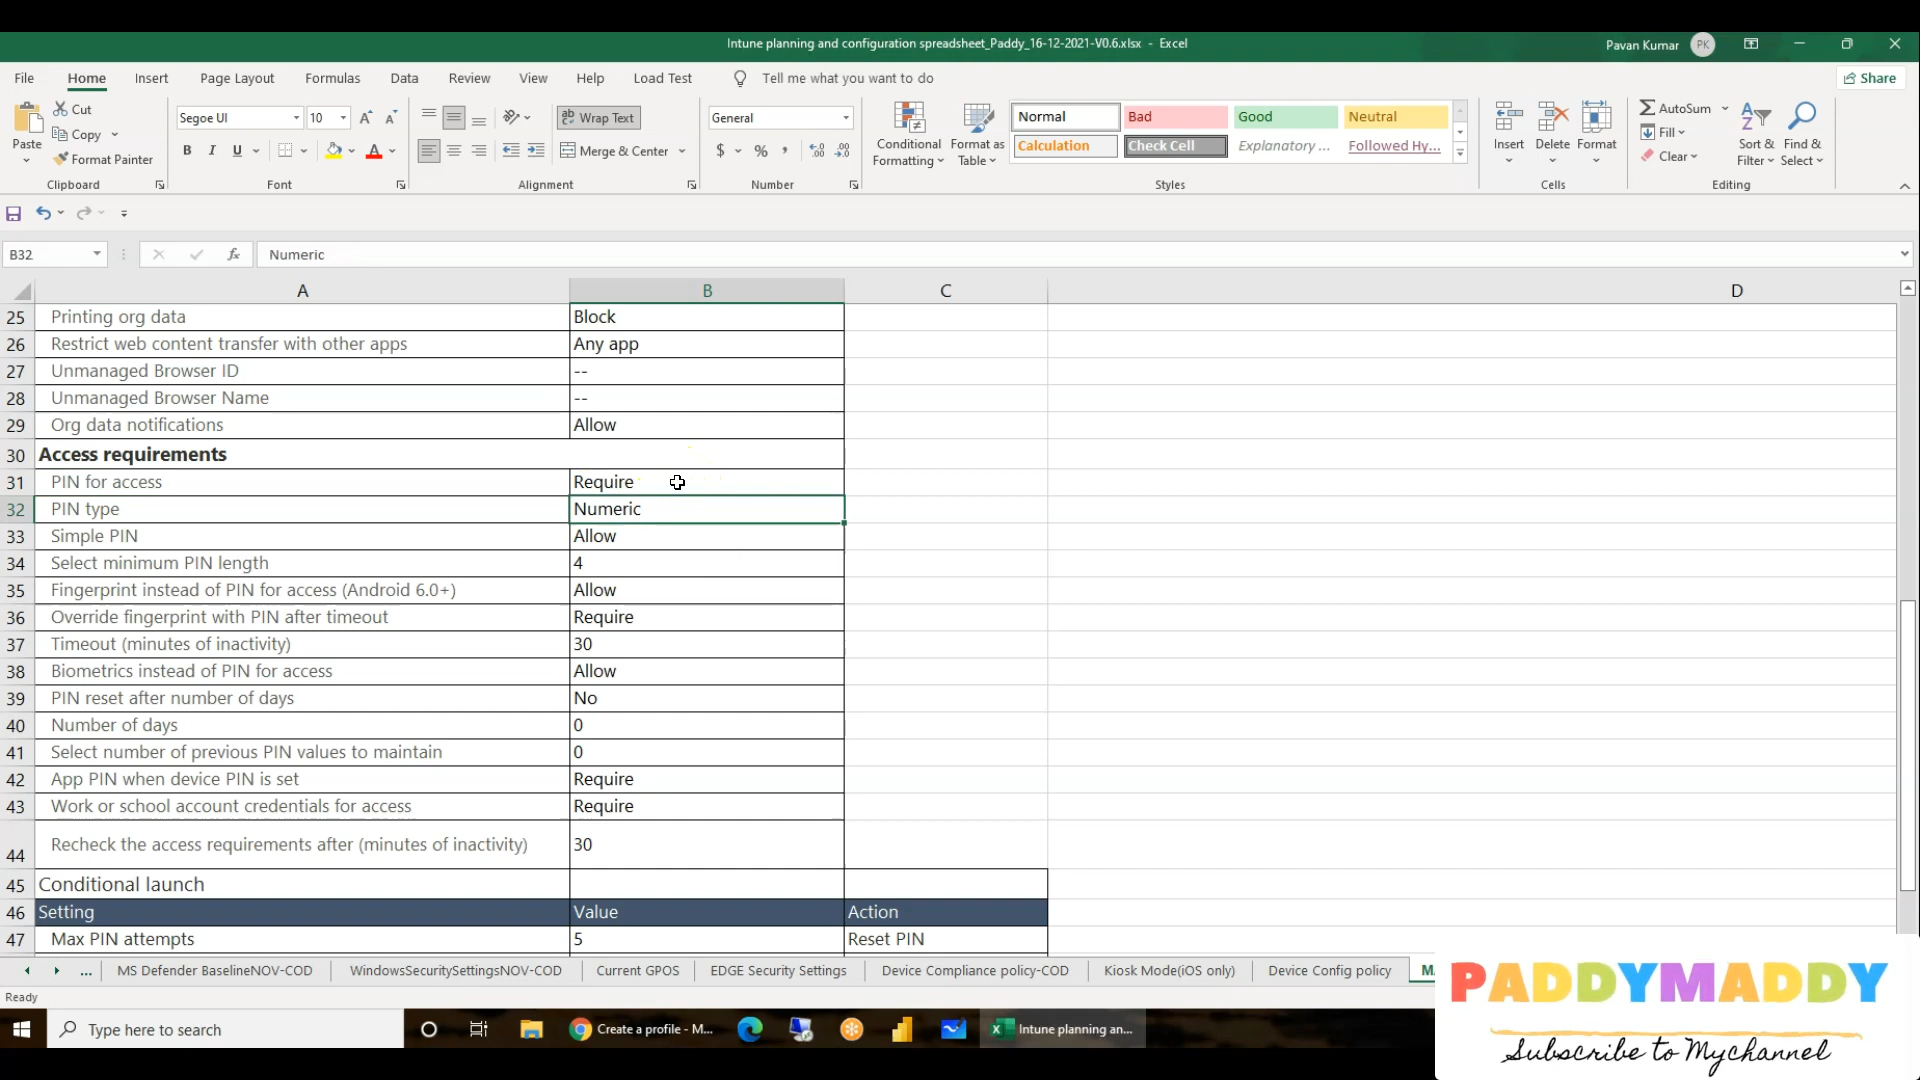 Intune planning and configuration spreadsheet_Paddy_16-12-2021-V0.6.xlsx - Excel
Pavan Kumar PK
File Home Insert Page Layout Formulas Data Review View Help Load Test Tell me what you want to do Share
Cut
Copy
Format Painter
Paste
Clipboard
Segoe UI 10
B I U
Font
Wrap Text
Merge & Center
Alignment
General
$ % ,
Number
Conditional Formatting
Format as Table
Normal Bad Good Neutral
Calculation Check Cell Explanatory ... Followed Hy...
Styles
Insert Delete Format
Cells
AutoSum
Fill
Clear
Sort & Filter
Find & Select
Editing
B32 fx Numeric
A B C D
25 Printing org data Block
26 Restrict web content transfer with other apps Any app
27 Unmanaged Browser ID --
28 Unmanaged Browser Name --
29 Org data notifications Allow
30 Access requirements
31 PIN for access Require
32 PIN type Numeric
33 Simple PIN Allow
34 Select minimum PIN length 4
35 Fingerprint instead of PIN for access (Android 6.0+) Allow
36 Override fingerprint with PIN after timeout Require
37 Timeout (minutes of inactivity) 30
38 Biometrics instead of PIN for access Allow
39 PIN reset after number of days No
40 Number of days 0
41 Select number of previous PIN values to maintain 0
42 App PIN when device PIN is set Require
43 Work or school account credentials for access Require
44 Recheck the access requirements after (minutes of inactivity) 30
45 Conditional launch
46 Setting Value Action
47 Max PIN attempts 5 Reset PIN
... MS Defender BaselineNOV-COD WindowsSecuritySettingsNOV-COD Current GPOS EDGE Security Settings Device Compliance policy-COD Kiosk Mode(iOS only) Device Config policy
Ready
PADDYMADDY
Subscribe to Mychannel
Type here to search Create a profile - M... Intune planning an...